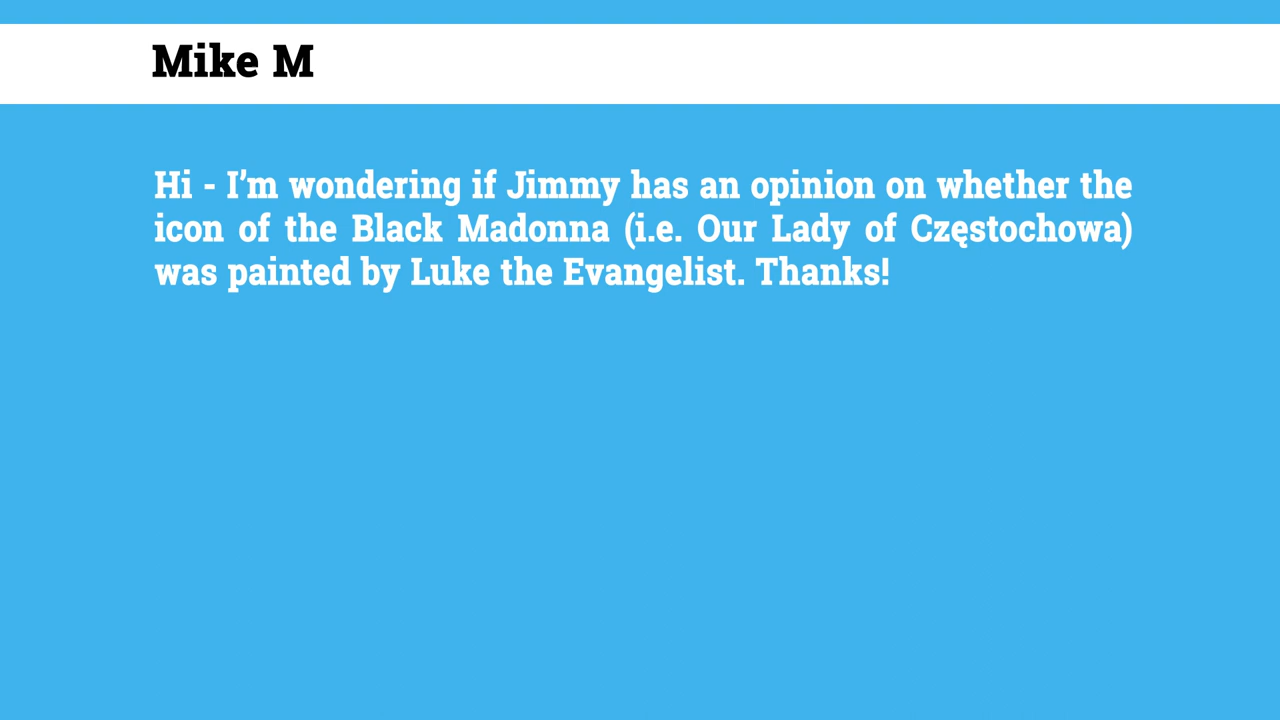 Mike M
Hi - I’m wondering if Jimmy has an opinion on whether the
icon of the Black Madonna (i.e. Our Lady of Częstochowa)
was painted by Luke the Evangelist. Thanks!